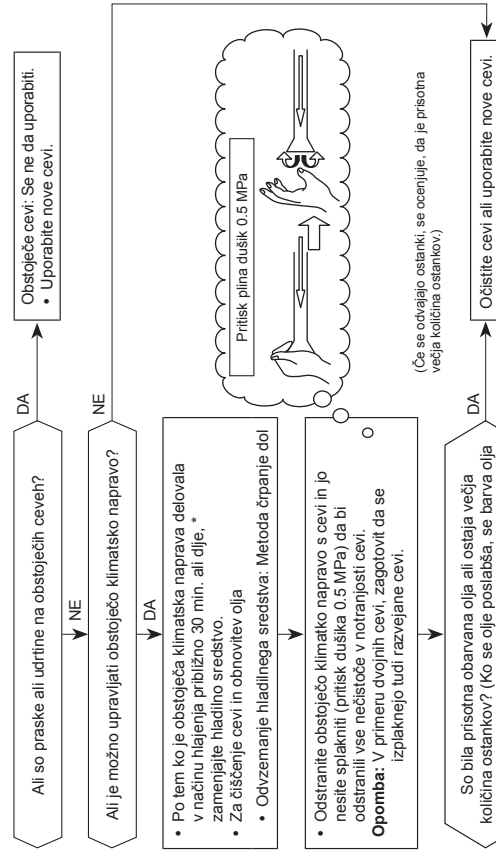 Ali so praske ali udrtine na obstoječih ceveh?
DA
Obstoječe cevi: Se ne da uporabiti.
• Uporabite nove cevi.
NE
Ali je možno upravljati obstoječo klimatsko napravo?
NE
DA
• Po tem ko je obstoječa klimatska naprava delovala
v načinu hlajenja približno 30 min. ali dlje, *
zamenjajte hladilno sredstvo.
• Za čiščenje cevi in obnovitev olja
• Odvzemanje hladilnega sredstva: Metoda črpanje dol
Pritisk plina dušik 0.5 MPa
• Odstranite obstoječo klimatko napravo s cevi in jo
nesite splakniti (pritisk dušika 0.5 MPa) da bi
odstranili vse nečistoče v notranjosti cevi.
Opomba: V primeru dvojnih cevi, zagotovit da se
izplaknejo tudi razvejane cevi.
(Če se odvajajo ostanki, se ocenjuje, da je prisotna
večja količina ostankov.)
So bila prisotna obarvana olja ali ostaja večja
količina ostankov? (Ko se olje poslabša, se barva olja
DA
Očistite cevi ali uporabite nove cevi.